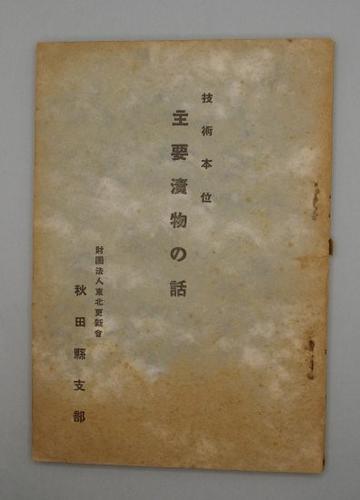 技術本位
主要漬物の話
財團法人東北更新會
秋田縣支部